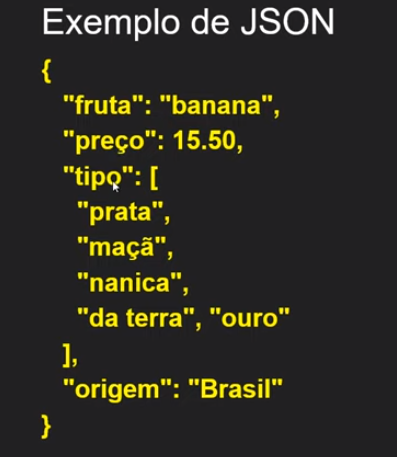 Exemplo de JSON
{
"fruta": "banana",
"preço": 15.50,
"tipo": [
"prata",
"maçã",
"nanica",
"da terra", "ouro"
],
"origem": "Brasil"
}